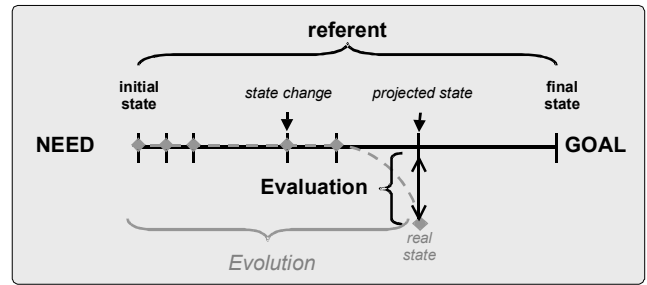 referent
initial
state
state change
projected state
final
state
NEED
GOAL
Evaluation
real
state
Evolution